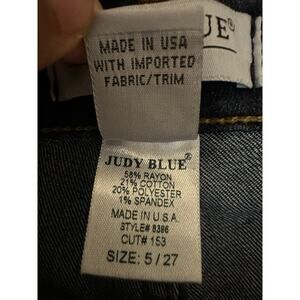 MADE IN USA
WITH IMPORTED
FABRIC/TRIM
UE®
JUDY BLUE®
58% RAYON
21% COTTON
20% POLYESTER
1% SPANDEX
MADE IN U.S.A.
STYLE# 8396
CUT# 153
SIZE: 5 / 27